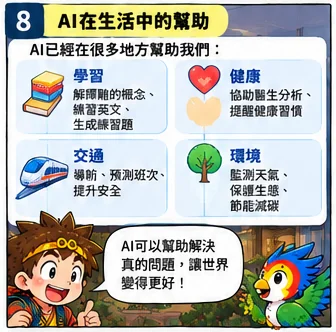 8 AI在生活中的幫助
AI已經在很多地方幫助我們：
學習
解釋難的概念、
練習英文、
生成練習題
健康
協助醫生分析、
提醒健康習慣
交通
導航、預測班次、
提升安全
環境
監測天氣、
保護生態、
節能減碳
AI可以幫助解決
真的問題，讓世界
變得更好！